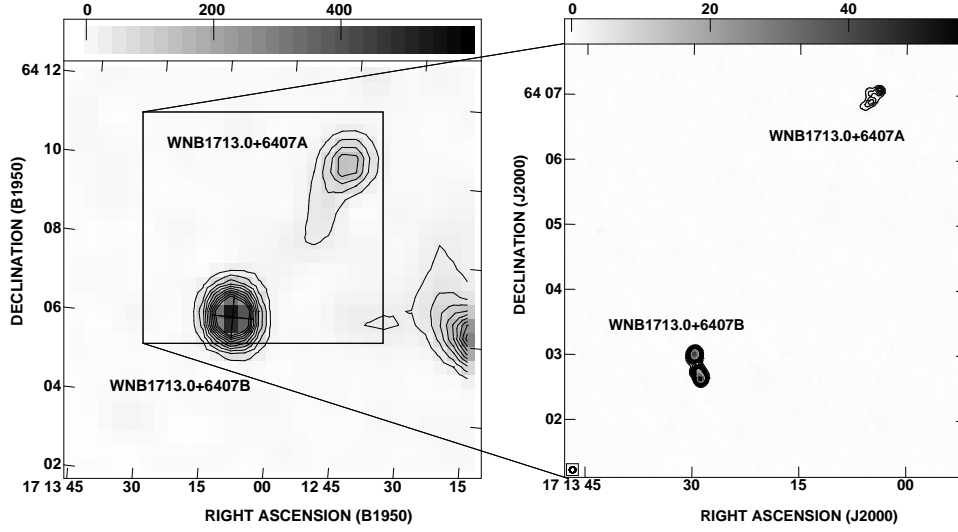 0 200 400
64 12
10
08
06
04
02
17 13 45 30 15 00 12 45 30 15
DECLINATION (B1950)
RIGHT ASCENSION (B1950)
WNB1713.0+6407A
WNB1713.0+6407B
0 20 40
64 07
06
05
04
03
02
17 13 45 30 15 00
DECLINATION (J2000)
RIGHT ASCENSION (J2000)
WNB1713.0+6407A
WNB1713.0+6407B